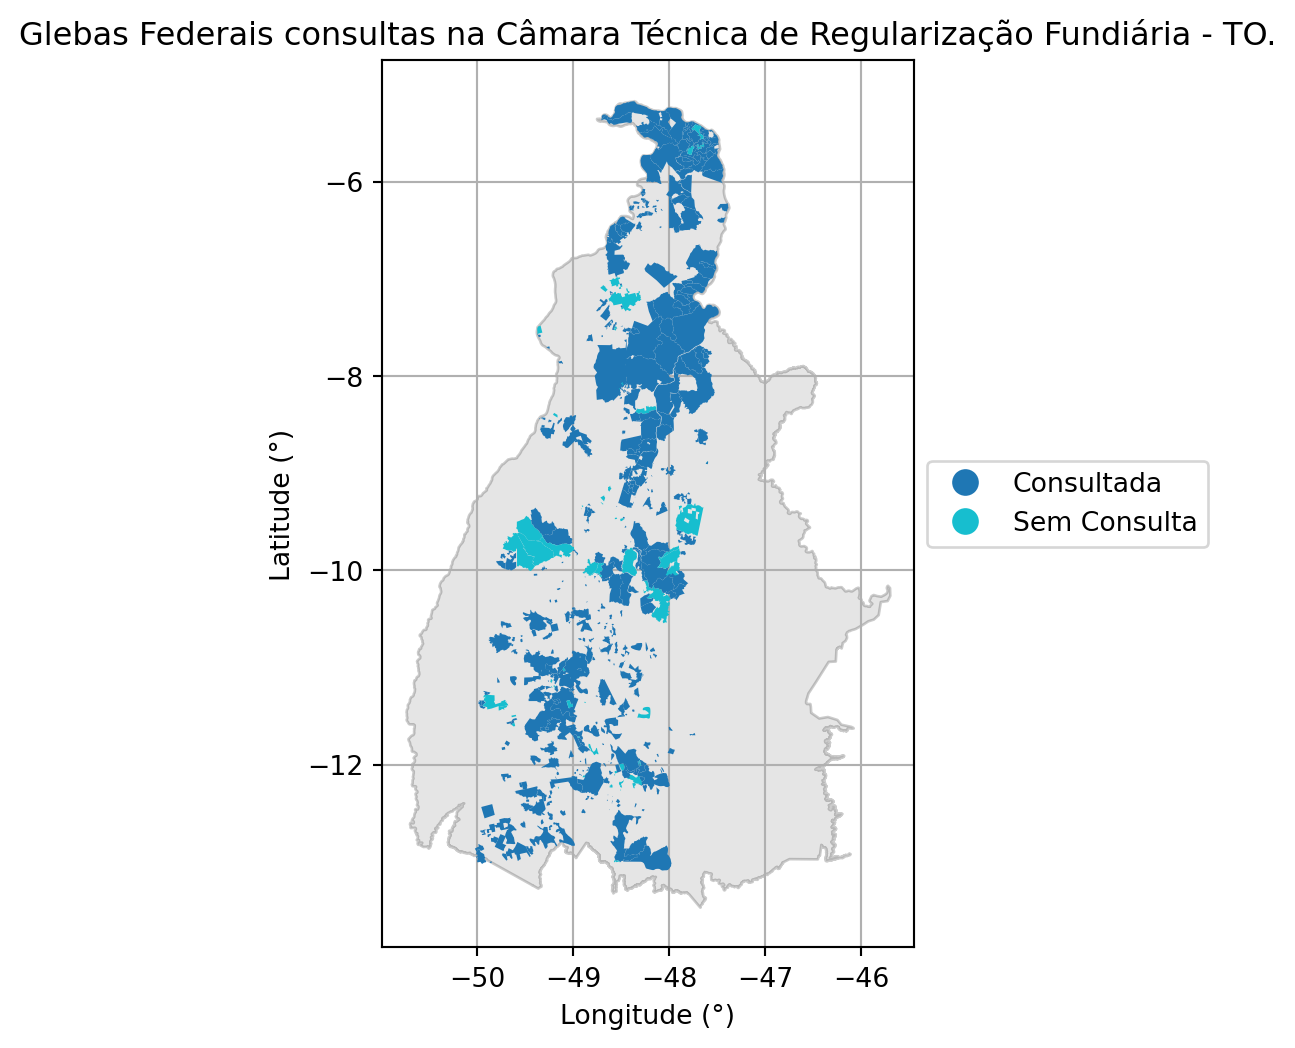 Glebas Federais consultas na Câmara Técnica de Regularização Fundiária - TO.
−6
−8
−10
−12
Latitude (°)
−50
−49
−48
−47
−46
Longitude (°)
Consultada
Sem Consulta